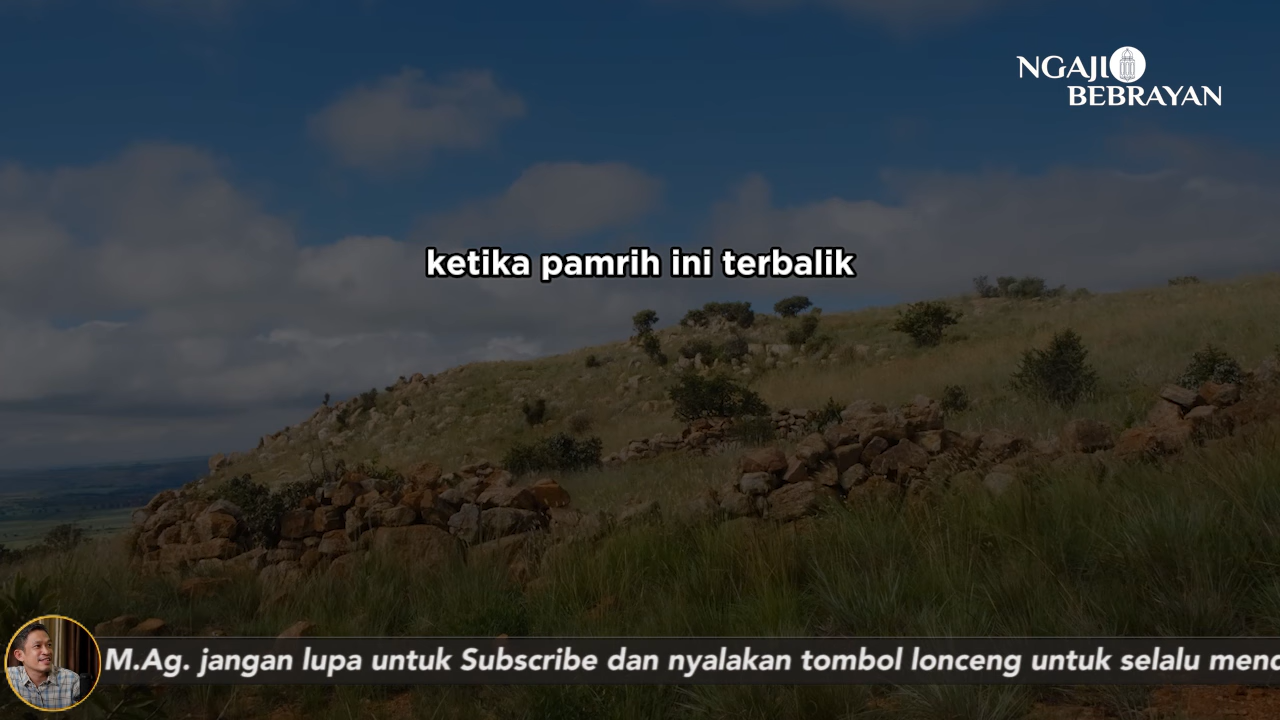 NGAJI
BEBRAYAN
ketika pamrih ini terbalik
M.Ag. jangan lupa untuk Subscribe dan nyalakan tombol lonceng untuk selalu